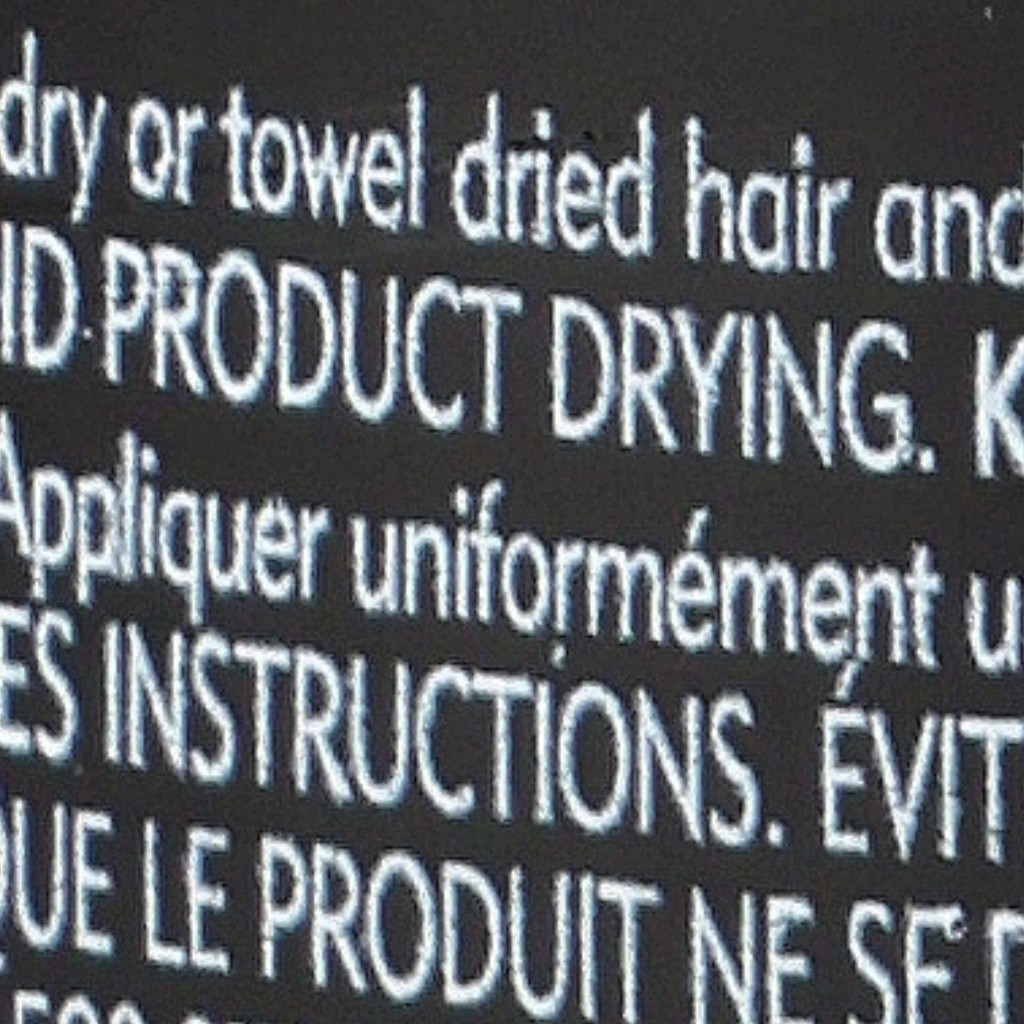 dry or towel dried hair and
ID PRODUCT DRYING. K
Appliquer uniformément u
ES INSTRUCTIONS. ÉVIT
QUE LE PRODUIT NE SE D